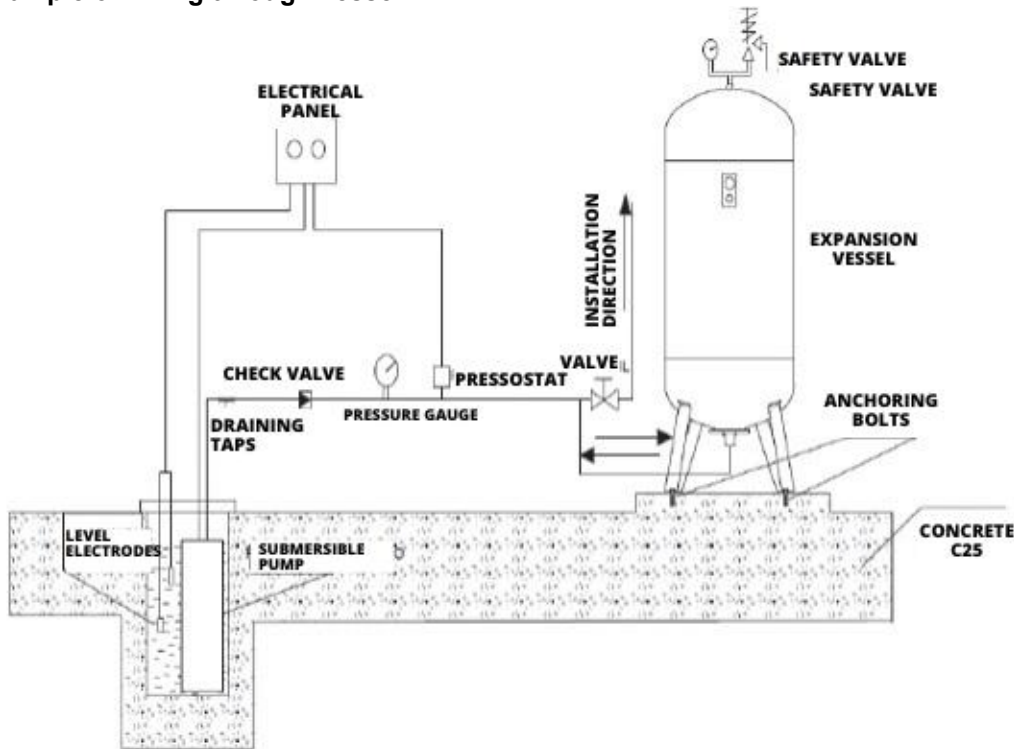 SAFETY VALVE
SAFETY VALVE
ELECTRICAL
PANEL
INSTALLATION
DIRECTION
EXPANSION
VESSEL
CHECK VALVE
VALVE
PRESSOSTAT
PRESSURE GAUGE
DRAINING
TAPS
ANCHORING
BOLTS
LEVEL
ELECTRODES
SUBMERSIBLE
PUMP
CONCRETE
C25